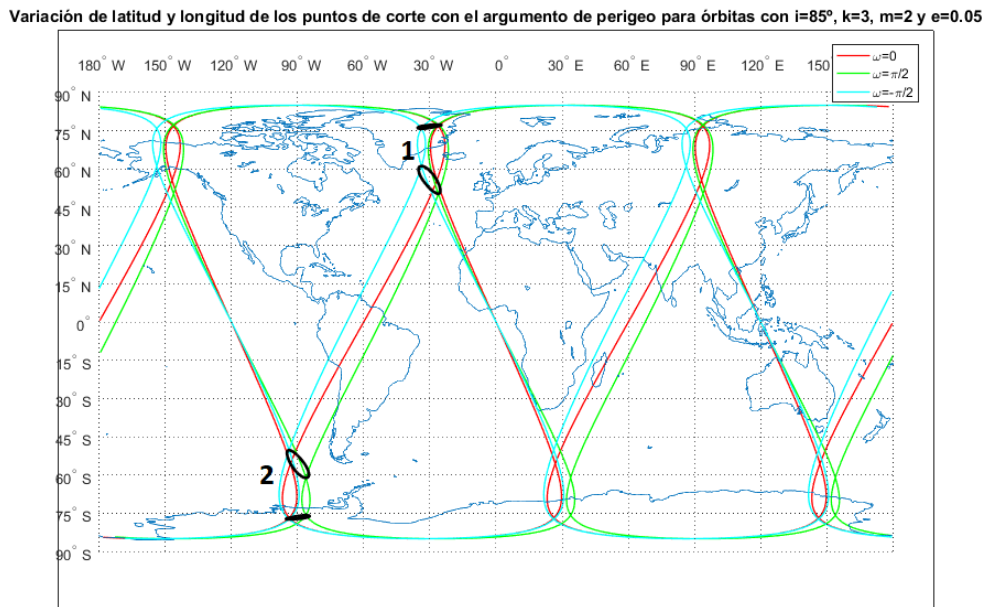 Variación de latitud y longitud de los puntos de corte con el argumento de perigeo para órbitas con i=85º, k=3, m=2 y e=0.05
180° W 150° W 120° W 90° W 60° W 30° W 0° 30° E 60° E 90° E 120° E 150
ω=0
ω=π/2
ω=-π/2
90° N
75° N
60° N
45° N
30° N
15° N
0°
15° S
30° S
45° S
60° S
75° S
90° S
1
2